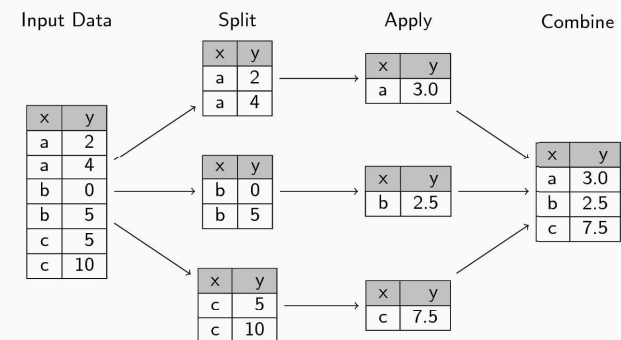 Input Data
x y
a 2
a 4
b 0
b 5
c 5
c 10
Split
x y
a 2
a 4
x y
b 0
b 5
x y
c 5
c 10
Apply
x y
a 3.0
x y
b 2.5
x y
c 7.5
Combine
x y
a 3.0
b 2.5
c 7.5